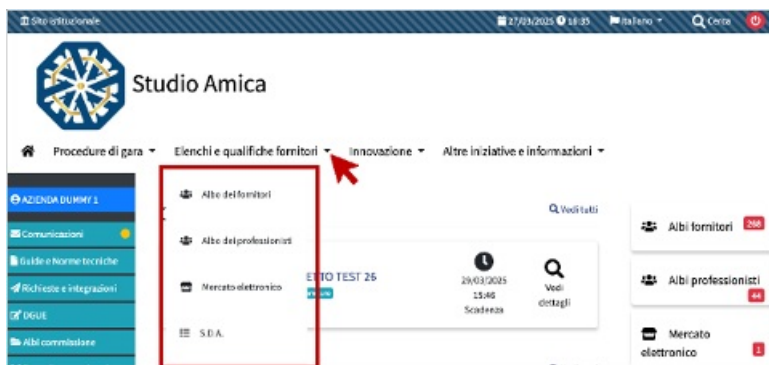 Sito istituzionale
27/03/2025 16:35
Italiano
Cerca
Studio Amica
Procedure di gara
Elenchi e qualifiche fornitori
Innovazione
Altre iniziative e informazioni
AZIENDA DUMMY 1
Comunicazioni
Guide e Norme tecniche
Richieste e integrazioni
DGUE
Albi commissione
Albo dei fornitori
Albo dei professionisti
Mercato elettronico
S.D.A.
Vedi tutti
ETTO TEST 26
29/03/2025
15:46
Scadenza
Vedi
dettagli
Albi fornitori 268
Albi professionisti
44
Mercato
elettronico 1